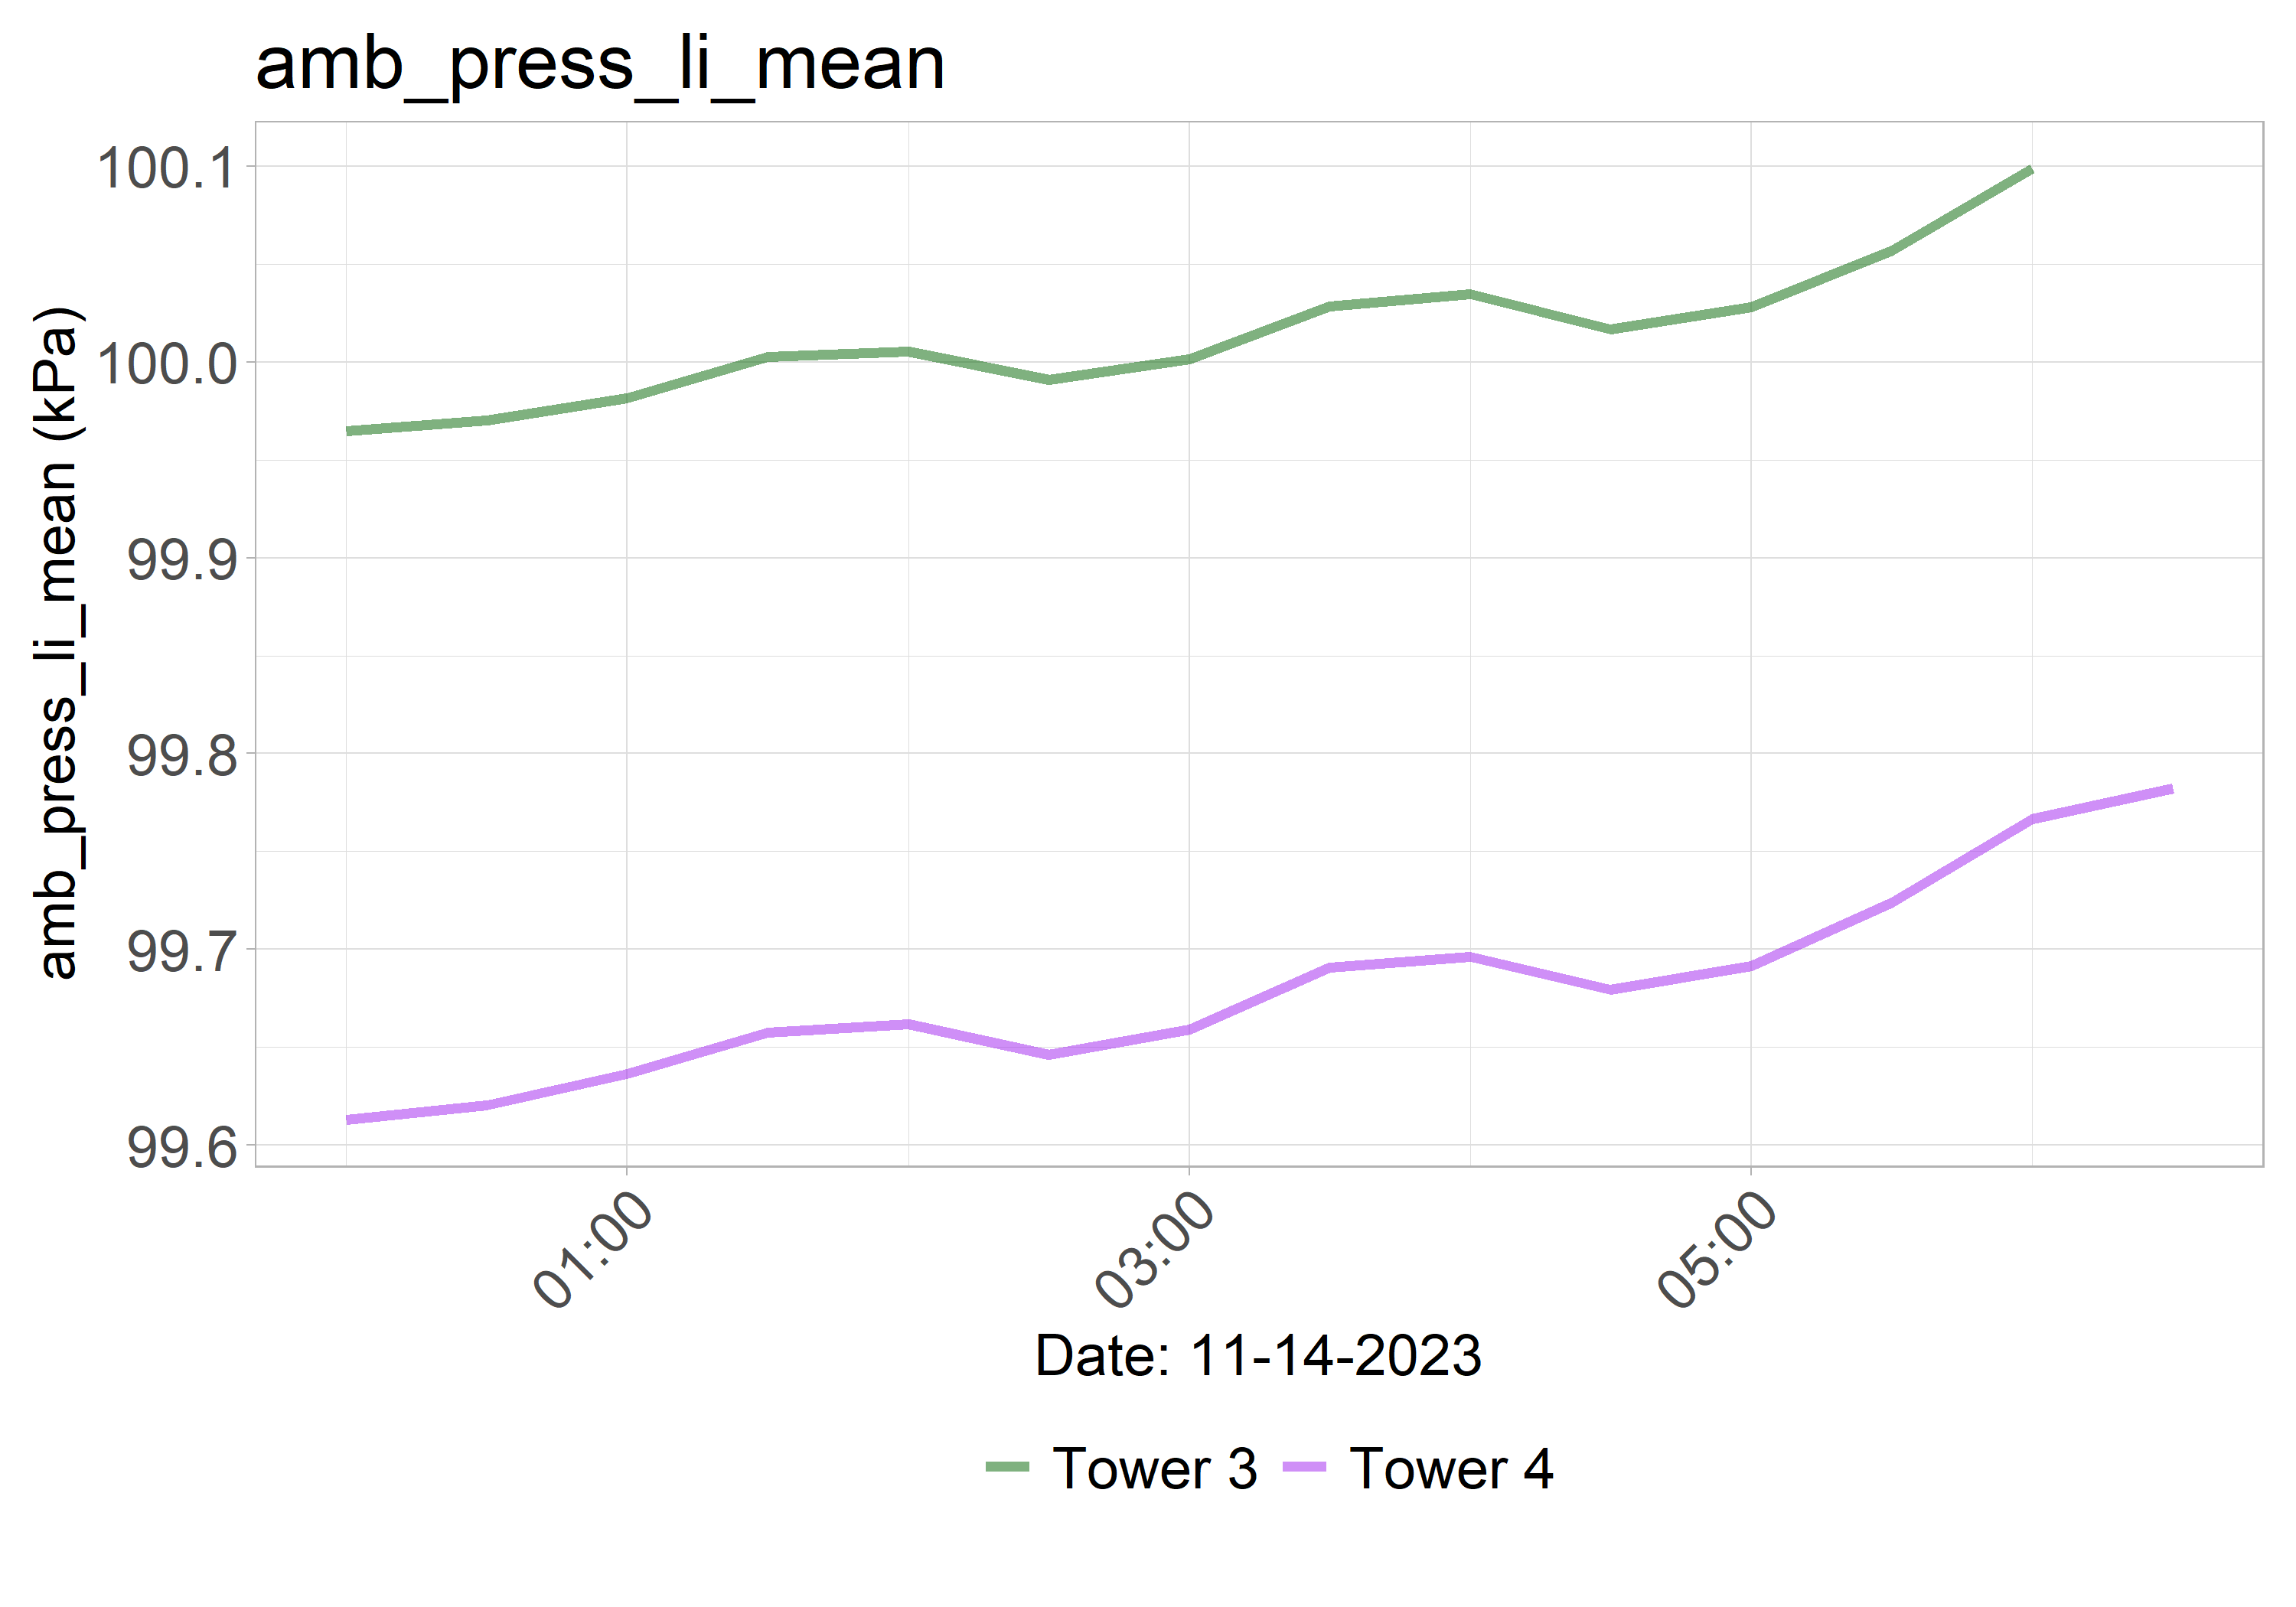 amb_press_li_mean
amb_press_li_mean (kPa)
100.1
100.0
99.9
99.8
99.7
99.6
01:00
03:00
05:00
Date: 11-14-2023
Tower 3
Tower 4